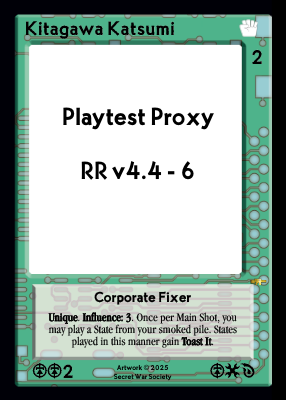 Kitagawa Katsumi
2
Playtest Proxy
RR v4.4 - 6
Corporate Fixer
Unique. Influence: 3. Once per Main Shot, you
may play a State from your smoked pile. States
played in this manner gain Toast It.
2
Artwork © 2025
Secret War Society